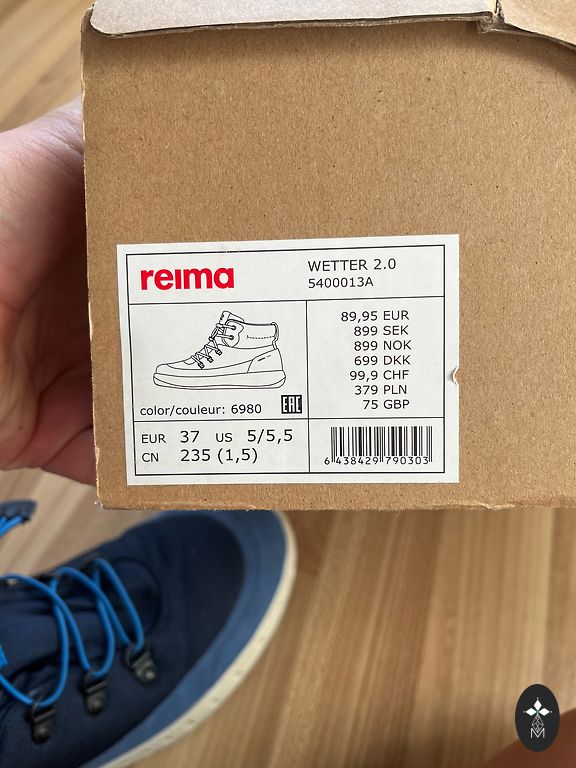 reima
WETTER 2.0
5400013A
89,95 EUR
899 SEK
899 NOK
699 DKK
99,9 CHF
379 PLN
75 GBP
color/couleur: 6980
EAC
EUR 37 US 5/5,5
CN 235 (1,5)
6 438429 790303
M